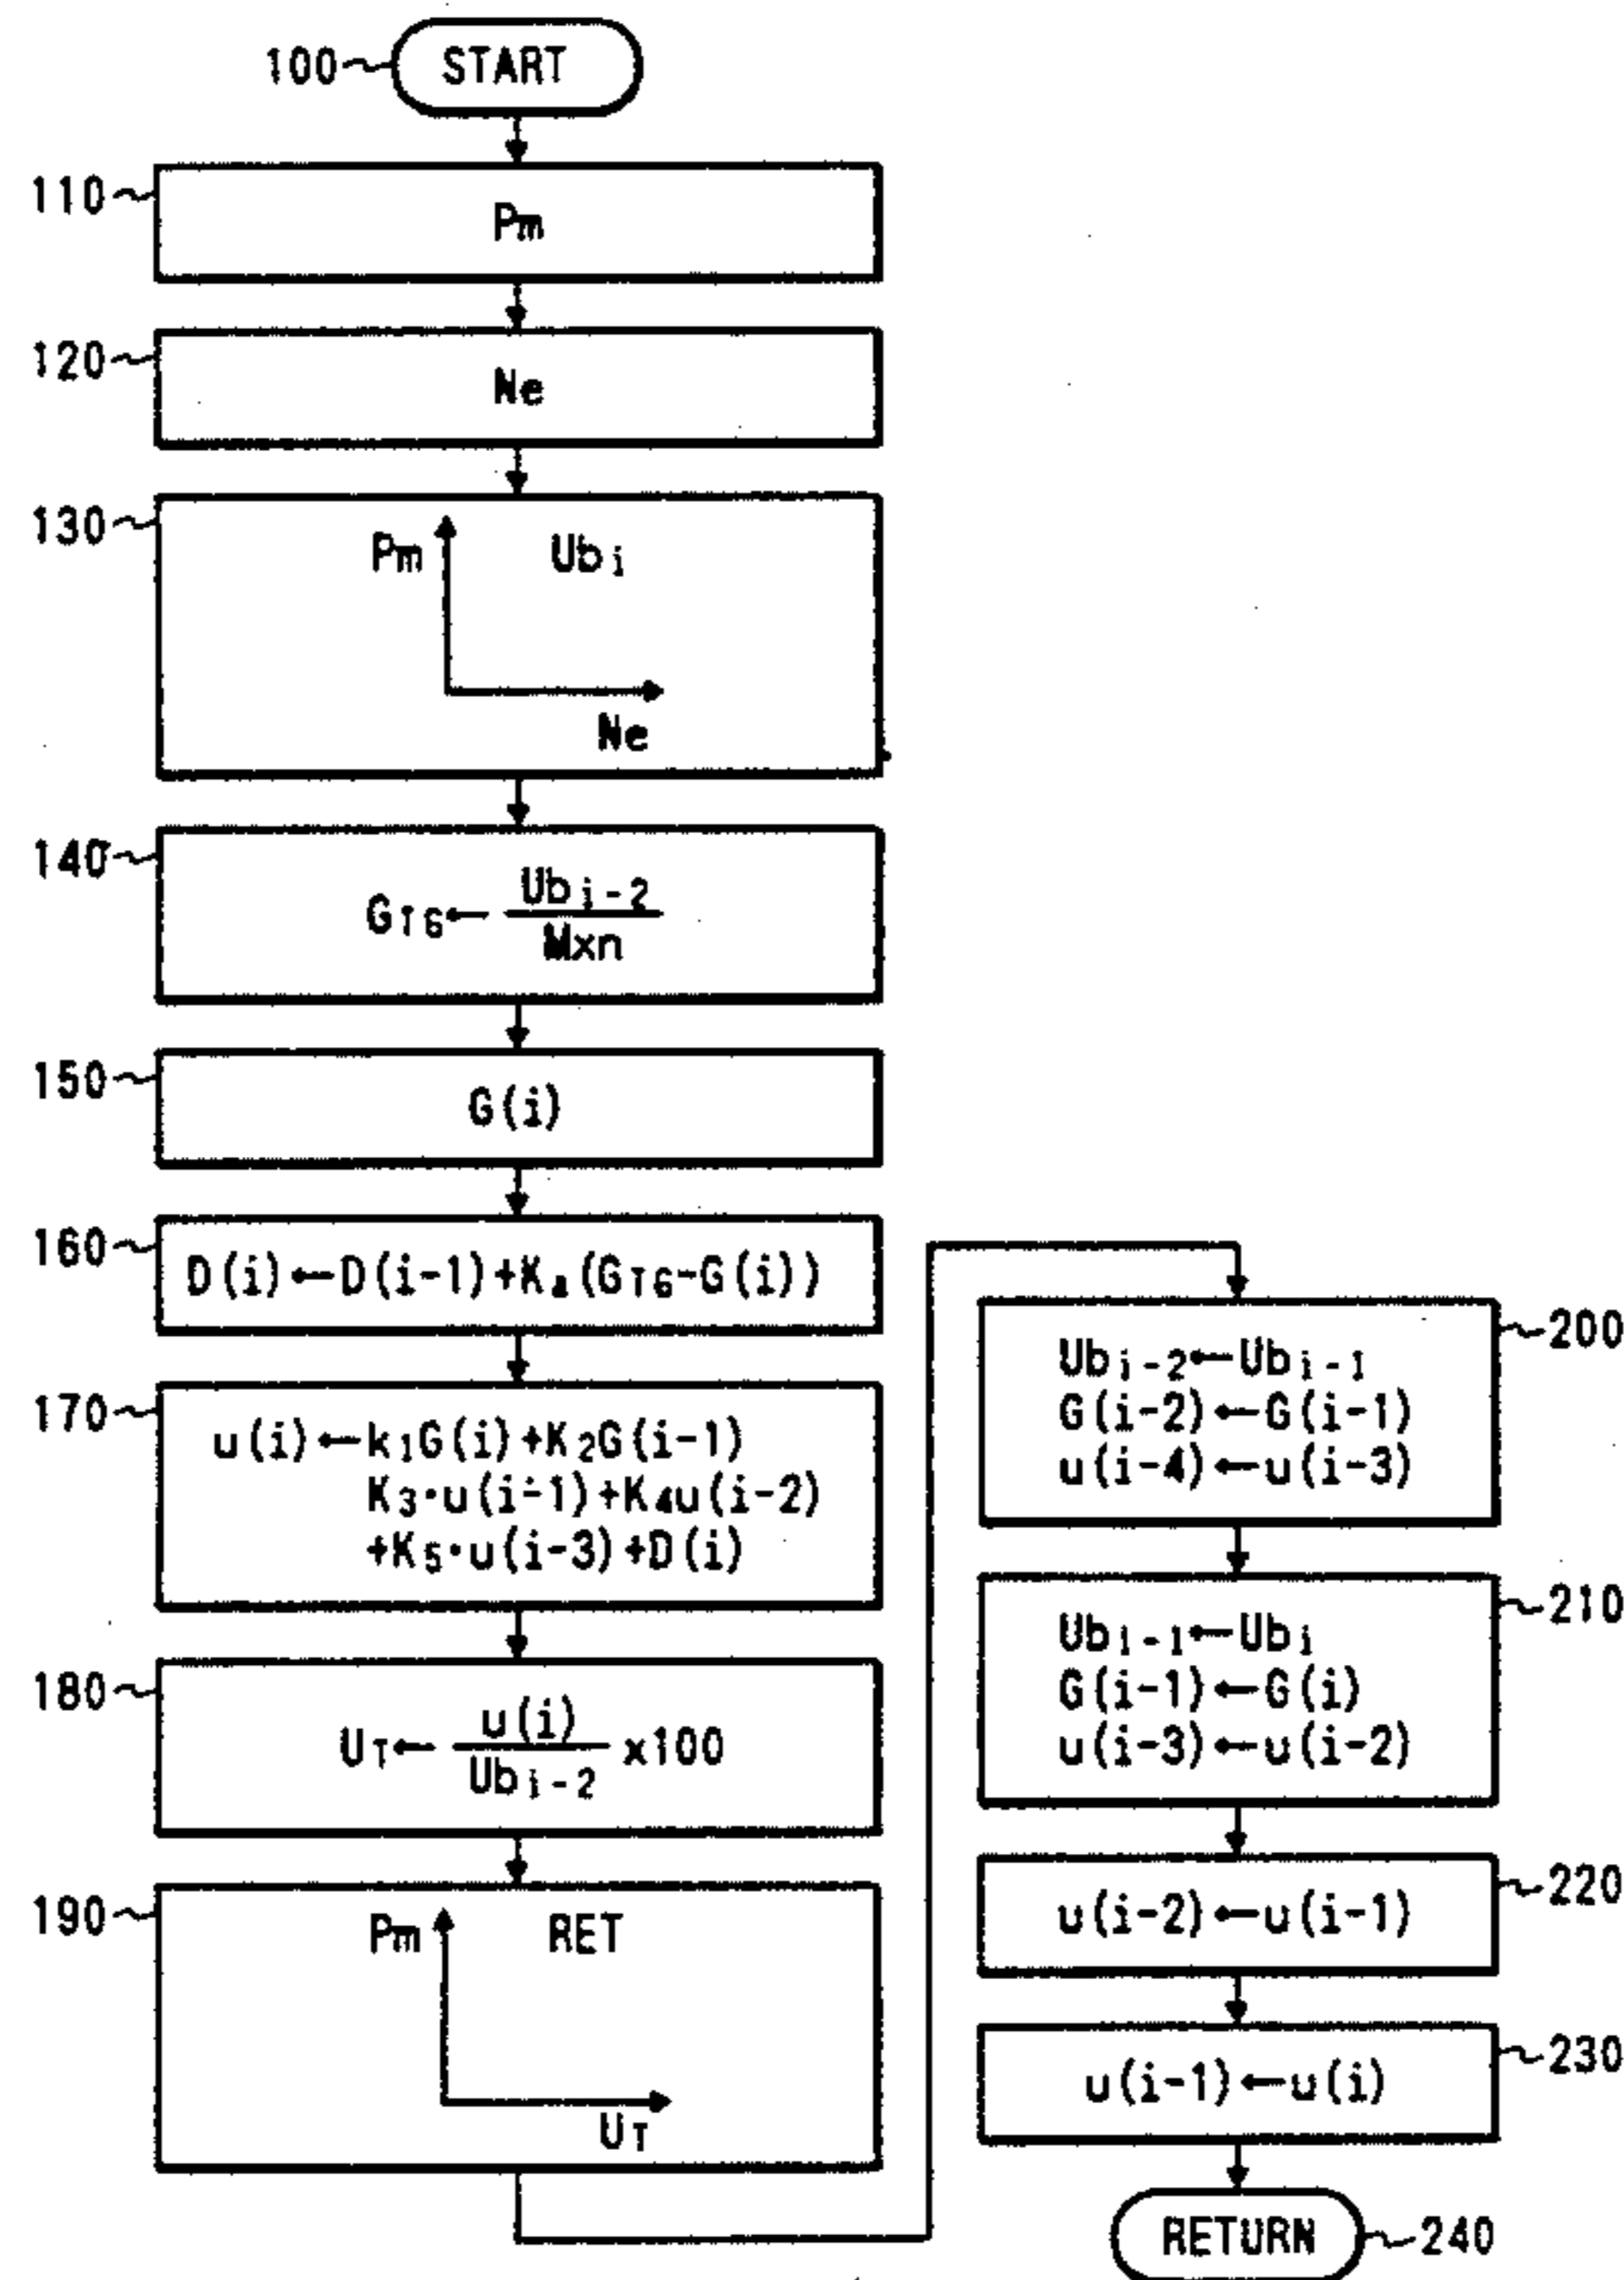 100 START
110 Pm
120 Ne
130 Pm Ubi
Ne
140 GTG← Ubi-2
Mxn
150 G(i)
160 D(i)←D(i-1)+Ka(GTG-G(i))
170 u(i)←k1G(i)+K2G(i-1)
K3·u(i-1)+K4u(i-2)
+K5·u(i-3)+D(i)
180 UT← u(i) x100
Ubi-2
190 Pm RET
UT
Ubi-2←Ubi-1 200
G(i-2)←G(i-1)
u(i-4)←u(i-3)
Ubi-1←Ubi 210
G(i-1)←G(i)
u(i-3)←u(i-2)
u(i-2)←u(i-1) 220
u(i-1)←u(i) 230
RETURN 240